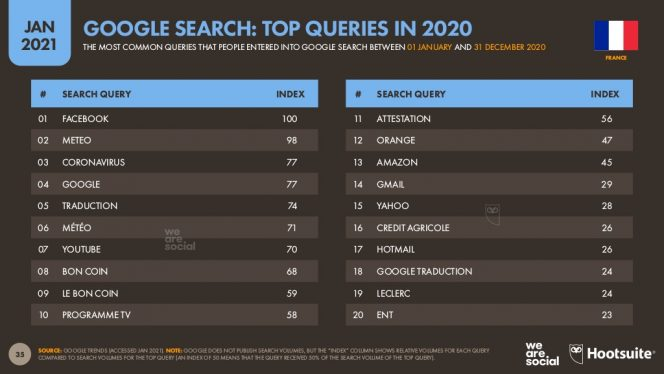 JAN
2021
GOOGLE SEARCH: TOP QUERIES IN 2020
THE MOST COMMON QUERIES THAT PEOPLE ENTERED INTO GOOGLE SEARCH BETWEEN 01 JANUARY AND 31 DECEMBER 2020
FRANCE
# SEARCH QUERY INDEX
01 FACEBOOK 100
02 METEO 98
03 CORONAVIRUS 77
04 GOOGLE 77
05 TRADUCTION 74
06 MÉTÉO 71
07 YOUTUBE 70
08 BON COIN 68
09 LE BON COIN 59
10 PROGRAMME TV 58
# SEARCH QUERY INDEX
11 ATTESTATION 56
12 ORANGE 47
13 AMAZON 45
14 GMAIL 29
15 YAHOO 28
16 CREDIT AGRICOLE 26
17 HOTMAIL 26
18 GOOGLE TRADUCTION 24
19 LECLERC 24
20 ENT 23
we
are
social
35
SOURCE: GOOGLE TRENDS (ACCESSED JAN 2021). NOTE: GOOGLE DOES NOT PUBLISH SEARCH VOLUMES, BUT THE "INDEX" COLUMN SHOWS RELATIVE VOLUMES FOR EACH QUERY
COMPARED TO SEARCH VOLUMES FOR THE TOP QUERY (AN INDEX OF 50 MEANS THAT THE QUERY RECEIVED 50% OF THE SEARCH VOLUME OF THE TOP QUERY).
we
are
social
Hootsuite®